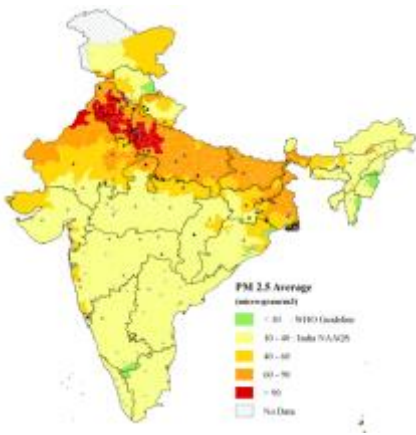 PM 2.5 Average
(microgram/m3)
< 10 WHO Guideline
10 - 40 India NAAQS
40 - 60
60 - 90
> 90
No Data